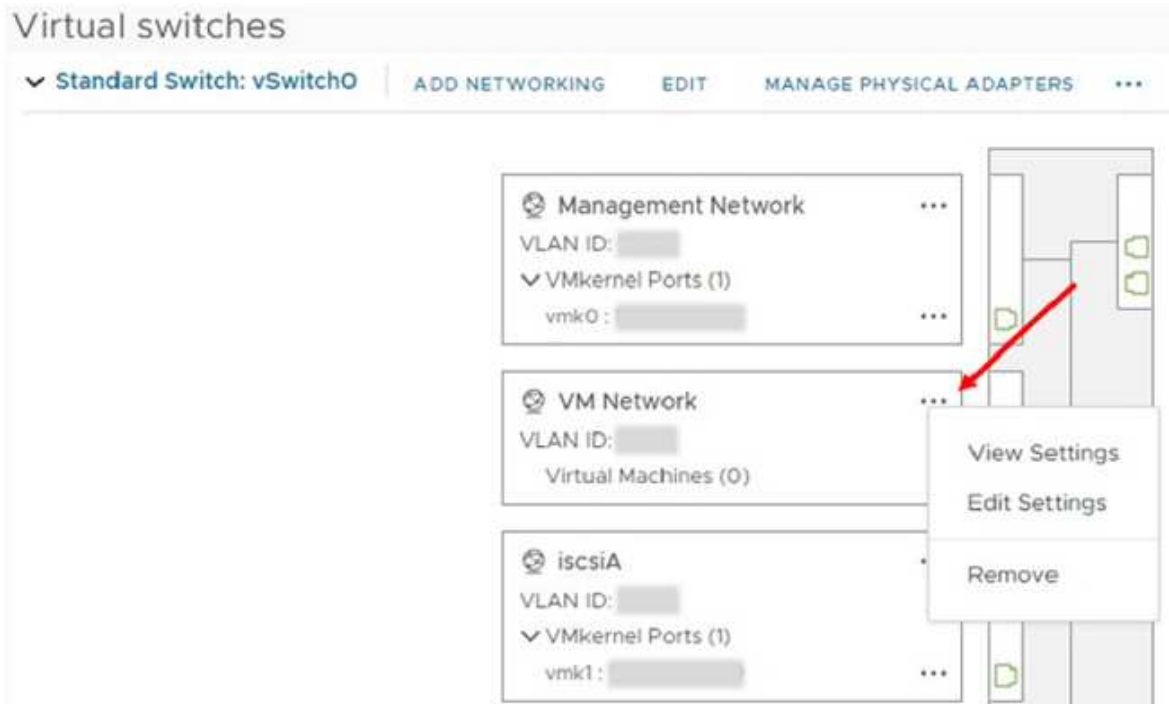 Virtual switches
Standard Switch: vSwitch0 ADD NETWORKING EDIT MANAGE PHYSICAL ADAPTERS ...
Management Network ...
VLAN ID:
VMkernel Ports (1)
vmk0 : ...
VM Network ...
VLAN ID:
Virtual Machines (0)
View Settings
Edit Settings
Remove
iscsiA
VLAN ID:
VMkernel Ports (1)
vmk1 : ...